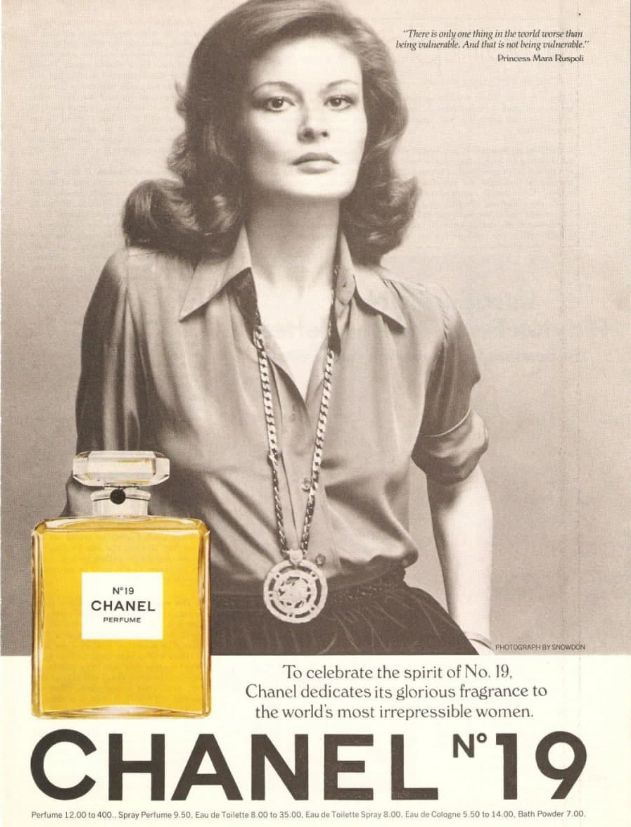 "There is only one thing in the world worse than
being vulnerable. And that is not being vulnerable."
Princess Mara Ruspoli
PHOTOGRAPH BY SNOWDON
N°19
CHANEL
PERFUME
To celebrate the spirit of No. 19,
Chanel dedicates its glorious fragrance to
the world's most irrepressible women.
CHANEL N° 19
Perfume 12.00 to 400., Spray Perfume 9.50, Eau de Toilette 8.00 to 35.00, Eau de Toilette Spray 8.00, Eau de Cologne 5.50 to 14.00, Bath Powder 7.00.